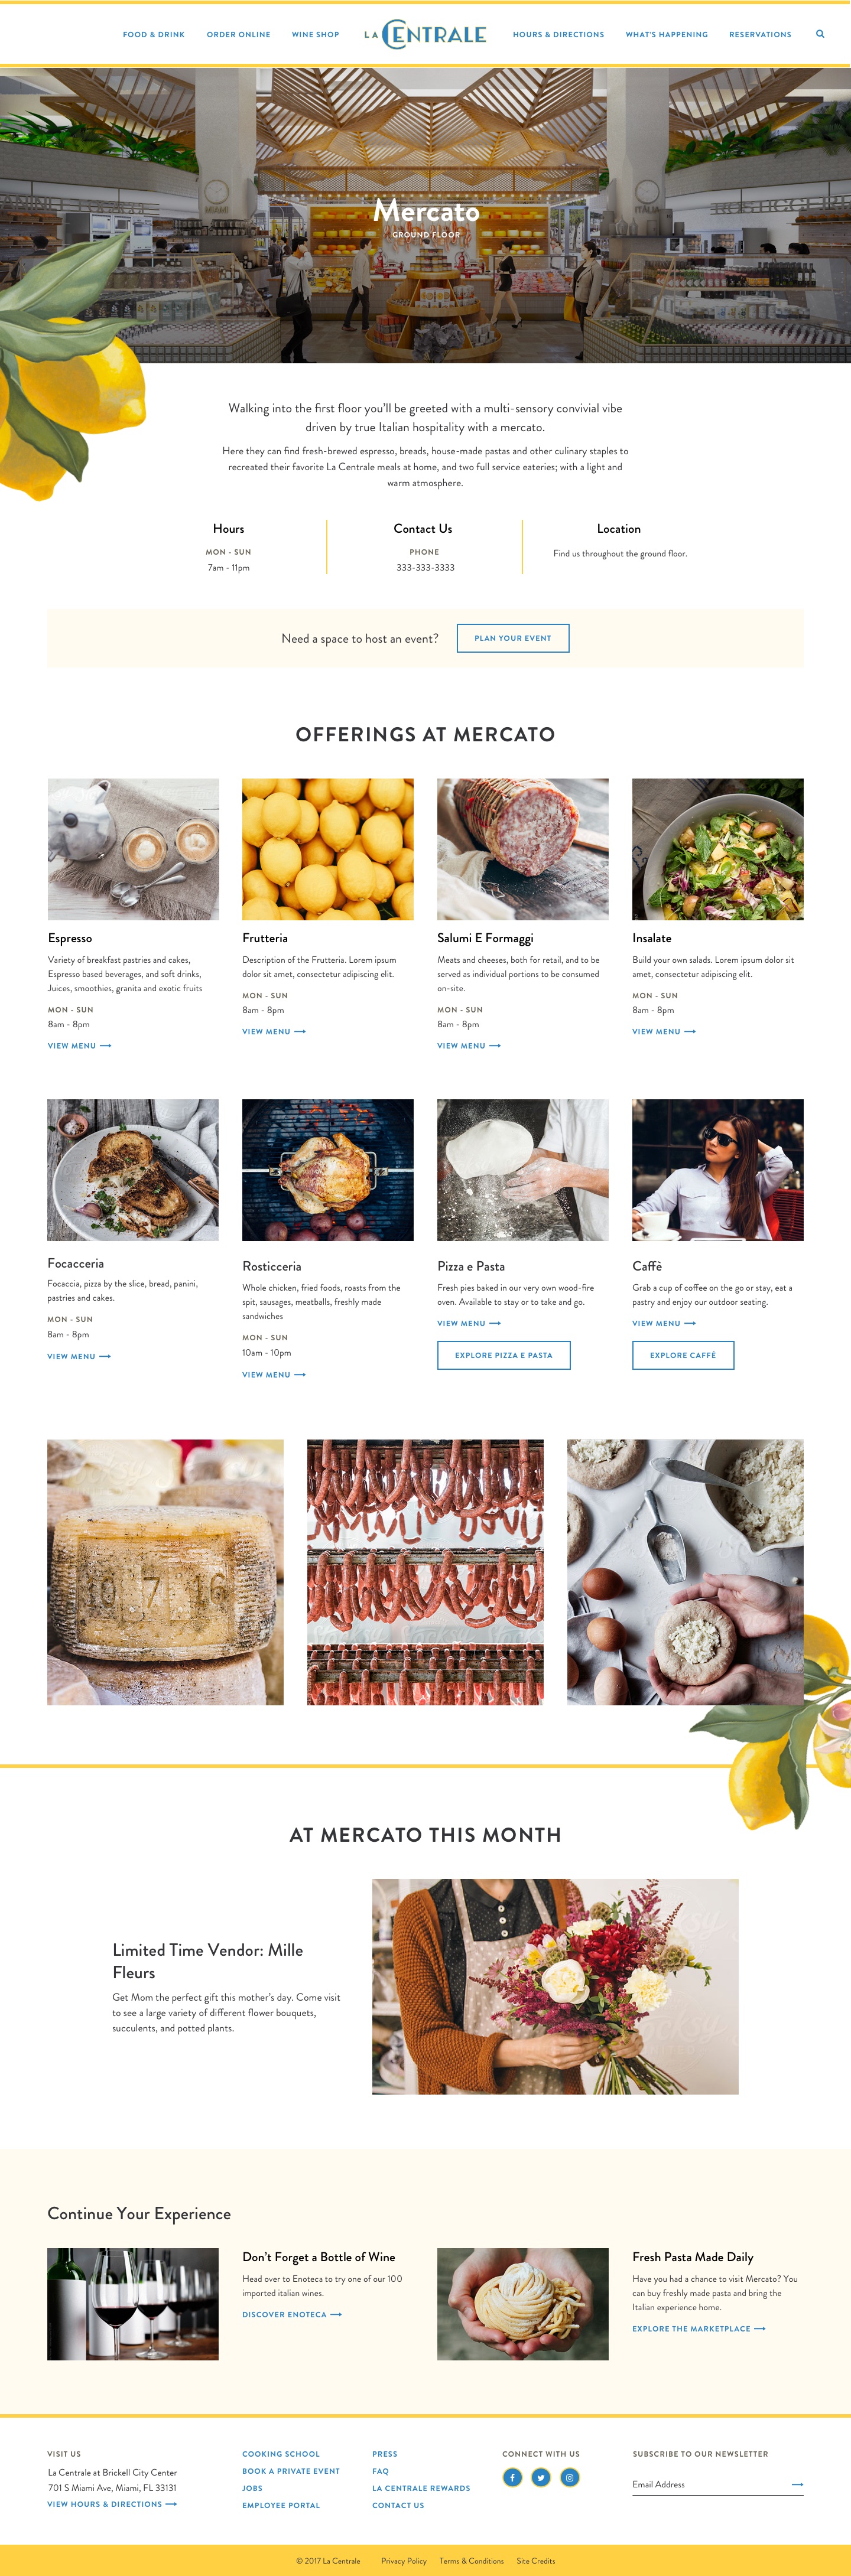 FOOD & DRINK
ORDER ONLINE
WINE SHOP
LA CENTRALE
HOURS & DIRECTIONS
WHAT'S HAPPENING
RESERVATIONS
MIAMI
ITALIA
Mercato
GROUND FLOOR
Walking into the first floor you'll be greeted with a multi-sensory convivial vibe
driven by true Italian hospitality with a mercato.
Here they can find fresh-brewed espresso, breads, house-made pastas and other culinary staples to
recreated their favorite La Centrale meals at home, and two full service eateries; with a light and
warm atmosphere.
Hours
MON - SUN
7am - 11pm
Contact Us
PHONE
333-333-3333
Location
Find us throughout the ground floor.
Need a space to host an event?
PLAN YOUR EVENT
OFFERINGS AT MERCATO
Espresso
Variety of breakfast pastries and cakes,
Espresso based beverages, and soft drinks,
Juices, smoothies, granita and exotic fruits
MON - SUN
8am - 8pm
VIEW MENU
Frutteria
Description of the Frutteria. Lorem ipsum
dolor sit amet, consectetur adipiscing elit.
MON - SUN
8am - 8pm
VIEW MENU
Salumi E Formaggi
Meats and cheeses, both for retail, and to be
served as individual portions to be consumed
on-site.
MON - SUN
8am - 8pm
VIEW MENU
Insalate
Build your own salads. Lorem ipsum dolor sit
amet, consectetur adipiscing elit.
MON - SUN
8am - 8pm
VIEW MENU
Focacceria
Focaccia, pizza by the slice, bread, panini,
pastries and cakes.
MON - SUN
8am - 8pm
VIEW MENU
Rosticceria
Whole chicken, fried foods, roasts from the
spit, sausages, meatballs, freshly made
sandwiches
MON - SUN
10am - 10pm
VIEW MENU
Pizza e Pasta
Fresh pies baked in our very own wood-fire
oven. Available to stay or to take and go.
VIEW MENU
EXPLORE PIZZA E PASTA
Caffè
Grab a cup of coffee on the go or stay, eat a
pastry and enjoy our outdoor seating.
VIEW MENU
EXPLORE CAFFÈ
AT MERCATO THIS MONTH
Limited Time Vendor: Mille
Fleurs
Get Mom the perfect gift this mother's day. Come visit
to see a large variety of different flower bouquets,
succulents, and potted plants.
Continue Your Experience
Don't Forget a Bottle of Wine
Head over to Enoteca to try one of our 100
imported italian wines.
DISCOVER ENOTECA
Fresh Pasta Made Daily
Have you had a chance to visit Mercato? You
can buy freshly made pasta and bring the
Italian experience home.
EXPLORE THE MARKETPLACE
VISIT US
La Centrale at Brickell City Center
701 S Miami Ave, Miami, FL 33131
VIEW HOURS & DIRECTIONS
COOKING SCHOOL
BOOK A PRIVATE EVENT
JOBS
EMPLOYEE PORTAL
PRESS
FAQ
LA CENTRALE REWARDS
CONTACT US
CONNECT WITH US
SUBSCRIBE TO OUR NEWSLETTER
Email Address
© 2017 La Centrale
Privacy Policy
Terms & Conditions
Site Credits